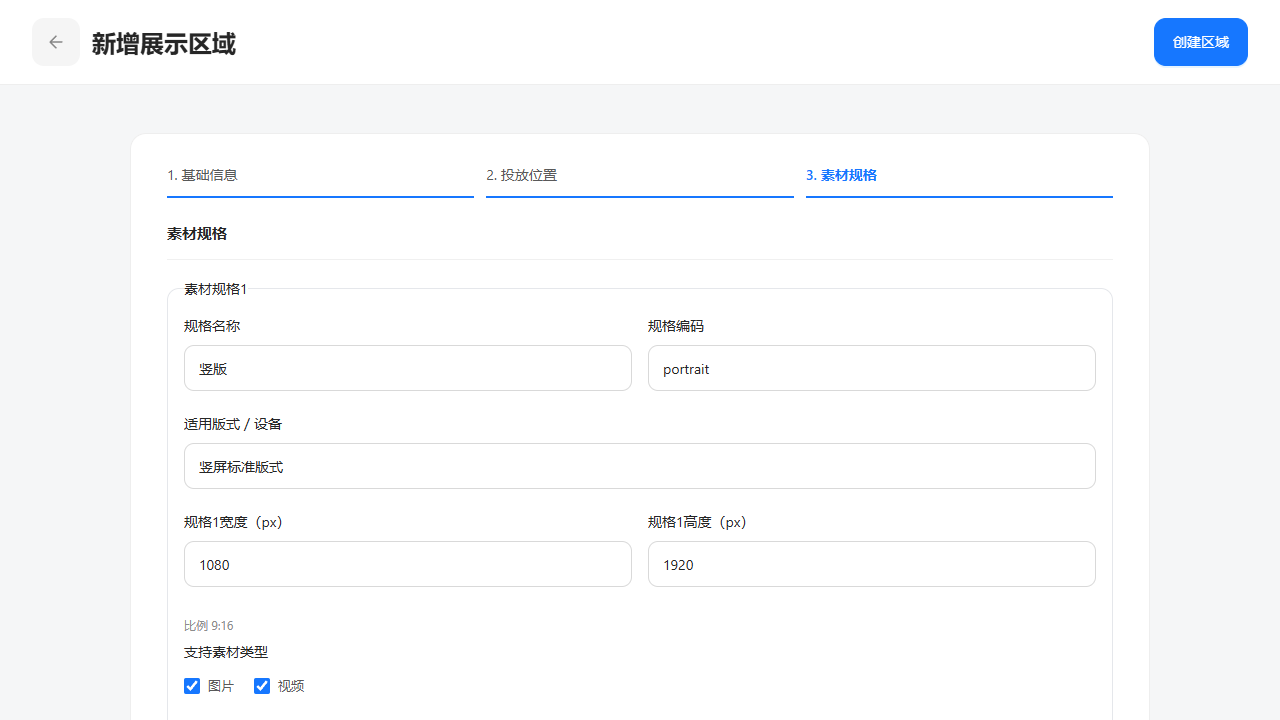 新增展示区域
创建区域
1. 基础信息
2. 投放位置
3. 素材规格
素材规格
素材规格1
规格名称
规格编码
竖版
portrait
适用版式 / 设备
竖屏标准版式
规格1宽度（px）
规格1高度（px）
1080
1920
比例 9:16
支持素材类型
图片
视频